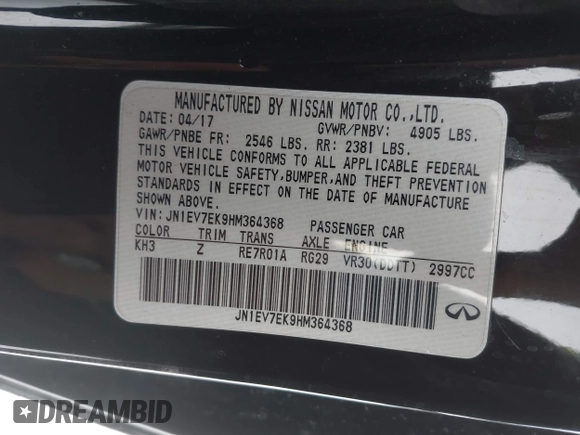 MANUFACTURED BY NISSAN MOTOR CO.,LTD.
DATE: 04/17 GVWR/PNBV: 4905 LBS.
GAWR/PNBE FR: 2546 LBS. RR: 2381 LBS.
THIS VEHICLE CONFORMS TO ALL APPLICABLE FEDERAL
MOTOR VEHICLE SAFETY,BUMPER,AND THEFT PREVENTION
STANDARDS IN EFFECT ON THE DATE OF MANUFACTURE
SHOWN ABOVE.
VIN: JN1EV7EK9HM364368 PASSENGER CAR
COLOR TRIM TRANS AXLE ENGINE
KH3 Z RE7R01A RG29 VR30(DDTT) 2997CC
JN1EV7EK9HM364368
DREAMBID